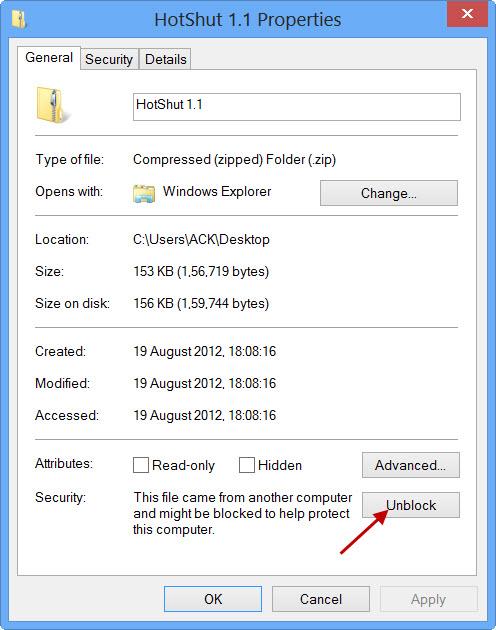 HotShut 1.1 Properties
General Security Details
HotShut 1.1
Type of file: Compressed (zipped) Folder (.zip)
Opens with: Windows Explorer Change...
Location: C:\Users\ACK\Desktop
Size: 153 KB (1,56,719 bytes)
Size on disk: 156 KB (1,59,744 bytes)
Created: 19 August 2012, 18:08:16
Modified: 19 August 2012, 18:08:16
Accessed: 19 August 2012, 18:08:16
Attributes: Read-only Hidden Advanced...
Security: This file came from another computer
and might be blocked to help protect
this computer.
Unblock
OK Cancel Apply